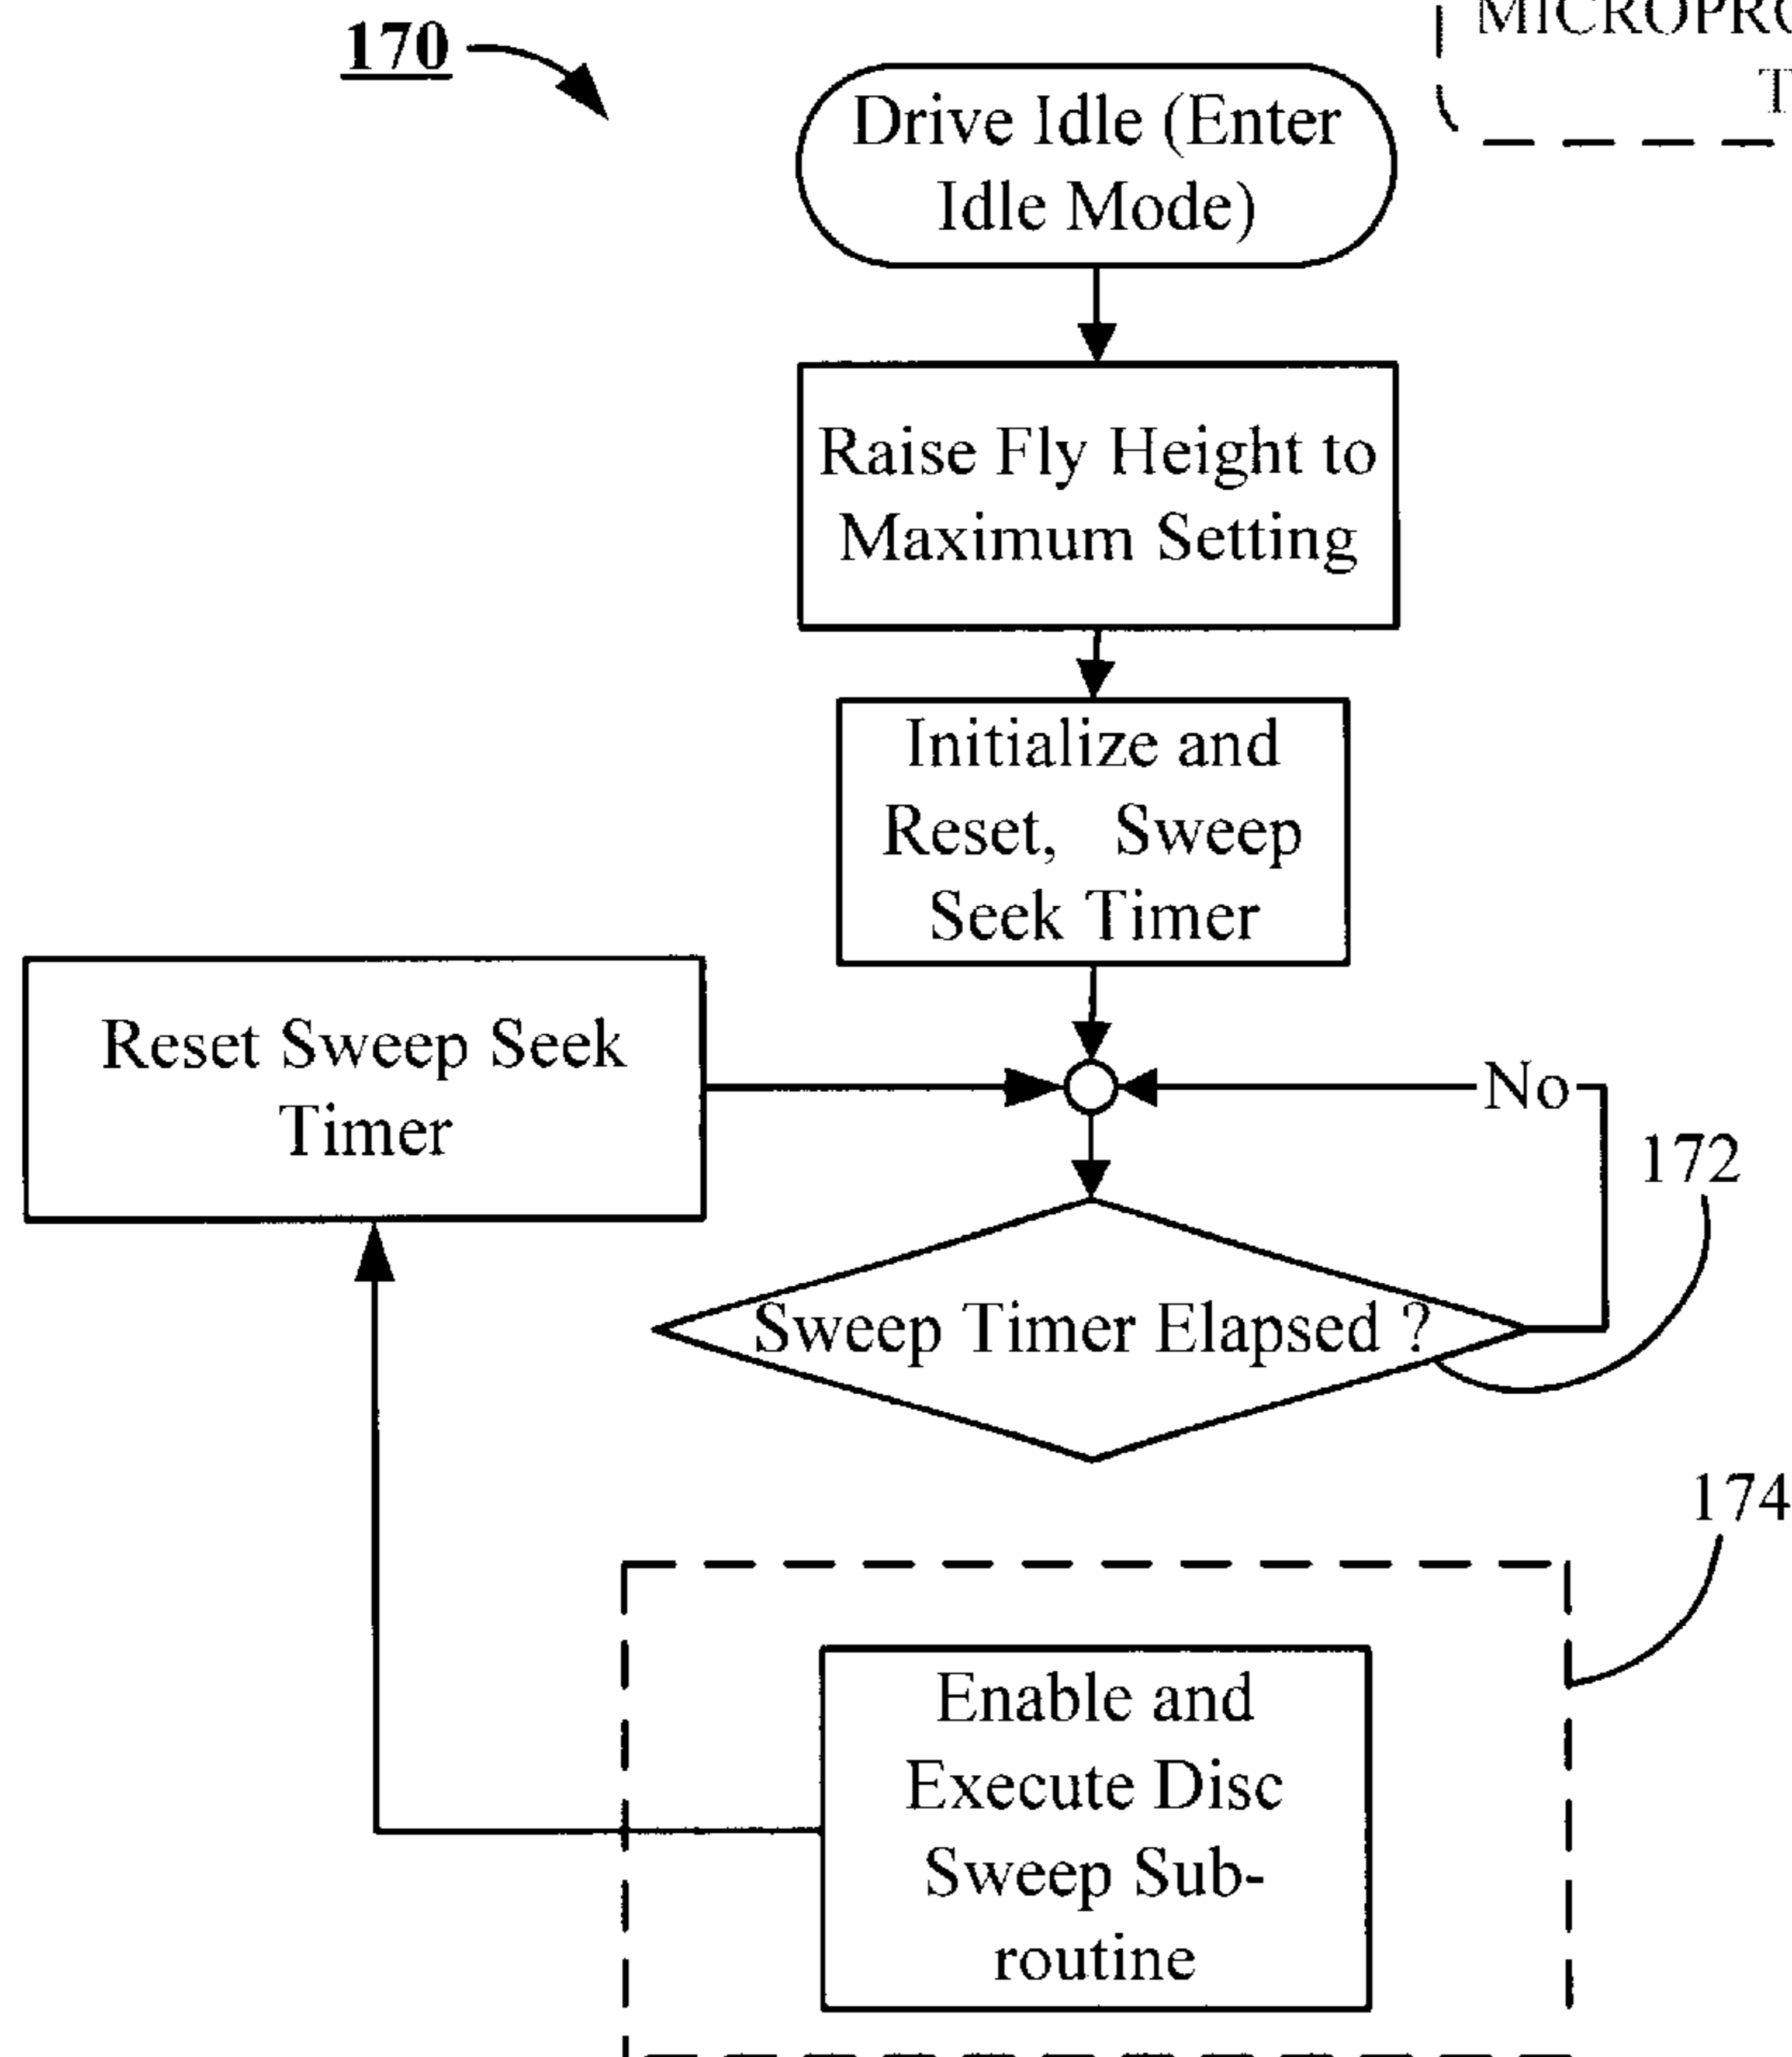 170
Drive Idle (Enter
Idle Mode)
Raise Fly Height to
Maximum Setting
Initialize and
Reset, Sweep
Seek Timer
Reset Sweep Seek
Timer
No
172
Sweep Timer Elapsed ?
174
Enable and
Execute Disc
Sweep Sub-
routine